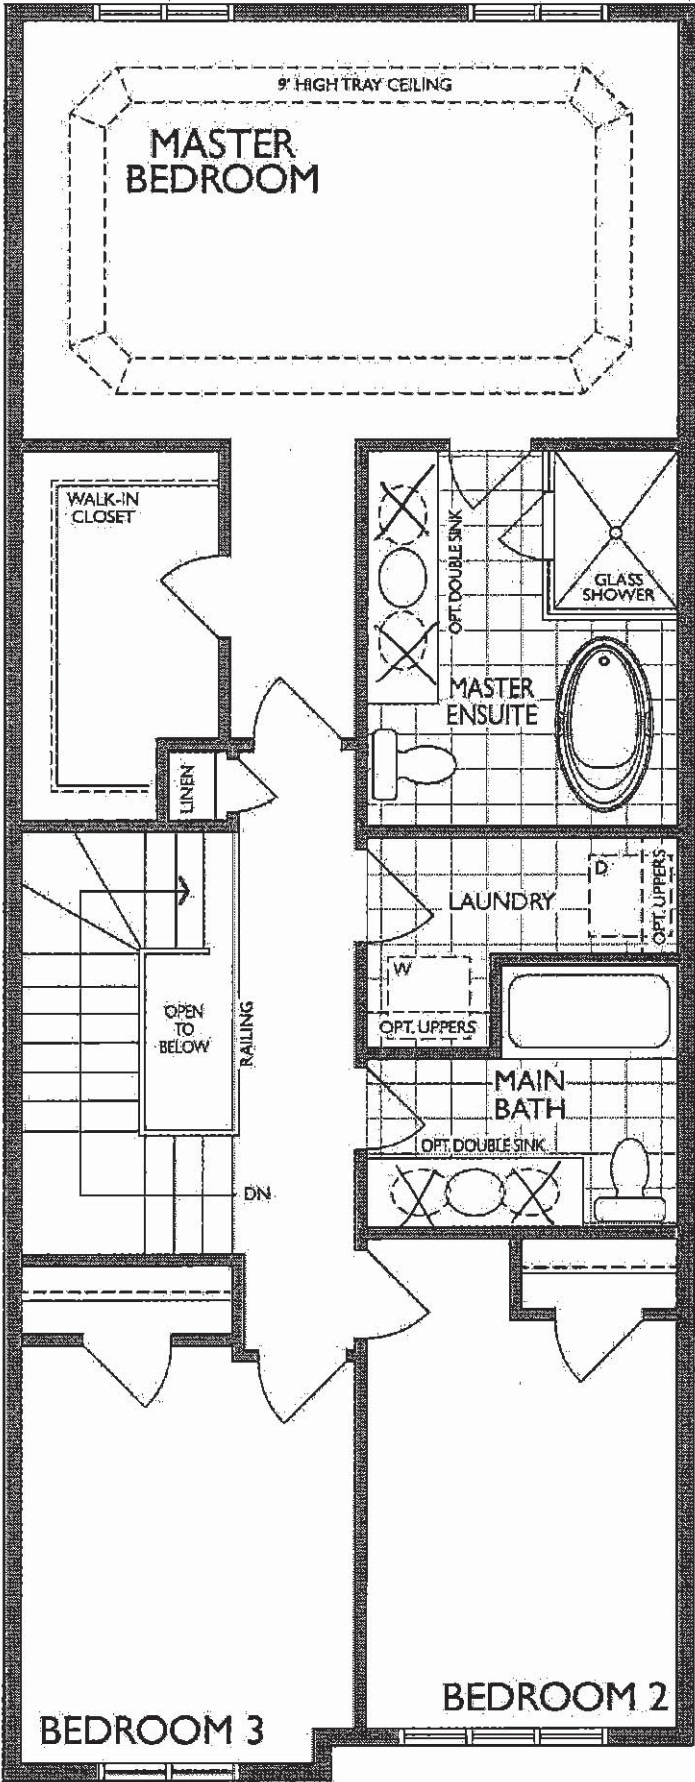 9' HIGH TRAY CEILING
MASTER
BEDROOM
WALK-IN
CLOSET
OPT. DOUBLE SINK
GLASS
SHOWER
MASTER
ENSUITE
LINEN
LAUNDRY
D
OPT. UPPERS
W
OPT. UPPERS
OPEN
TO
BELOW
RAILING
MAIN
BATH
OPT. DOUBLE SINK
DN
BEDROOM 2
BEDROOM 3